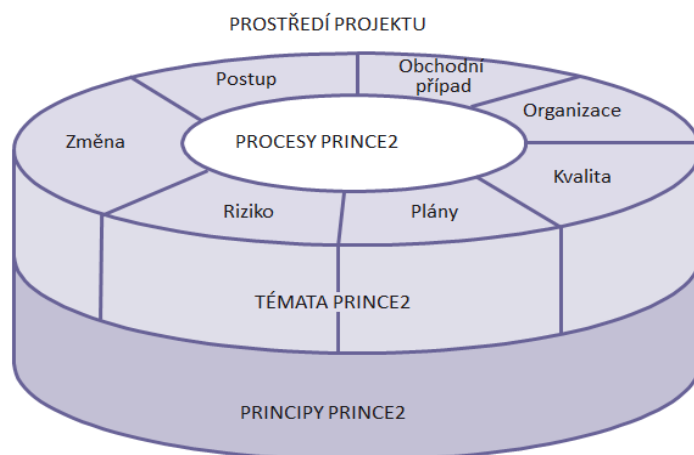 PROSTŘEDÍ PROJEKTU
Postup
Obchodní
případ
Organizace
Změna
PROCESY PRINCE2
Kvalita
Riziko
Plány
TÉMATA PRINCE2
PRINCIPY PRINCE2